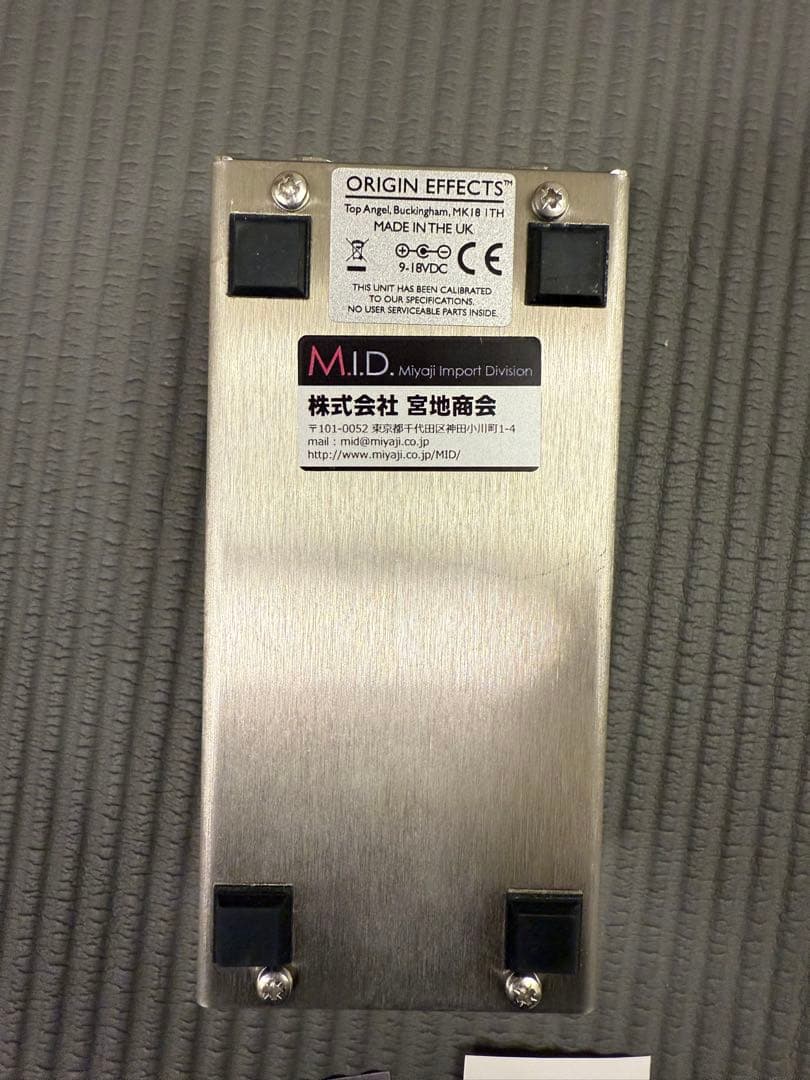 ORIGIN EFFECTS™
Top Angel, Buckingham, MK18 1TH
MADE IN THE UK
9-18VDC CE
THIS UNIT HAS BEEN CALIBRATED
TO OUR SPECIFICATIONS.
NO USER SERVICEABLE PARTS INSIDE.
M.I.D. Miyaji Import Division
株式会社 宮地商会
〒101-0052 東京都千代田区神田小川町1-4
mail : mid@miyaji.co.jp
http://www.miyaji.co.jp/MID/